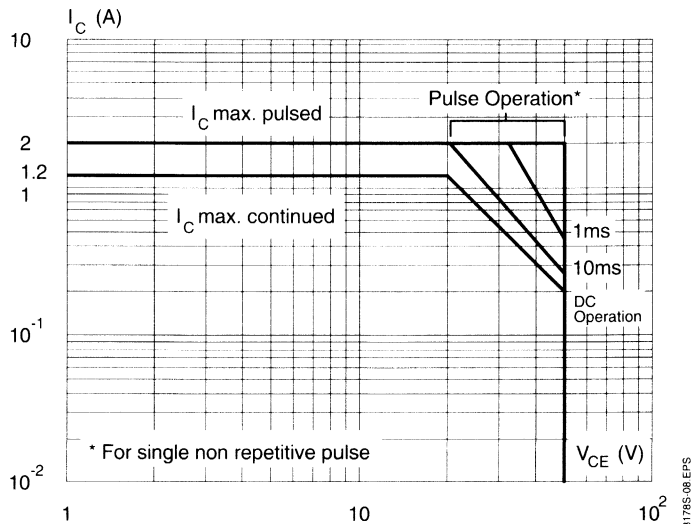 I_C (A)
10
Pulse Operation*
I_C max. pulsed
2
1.2
1
I_C max. continued
1ms
10ms
DC
Operation
10^-1
* For single non repetitive pulse
V_CE (V)
10^-2
1
10
10^2
1178S-08.EPS